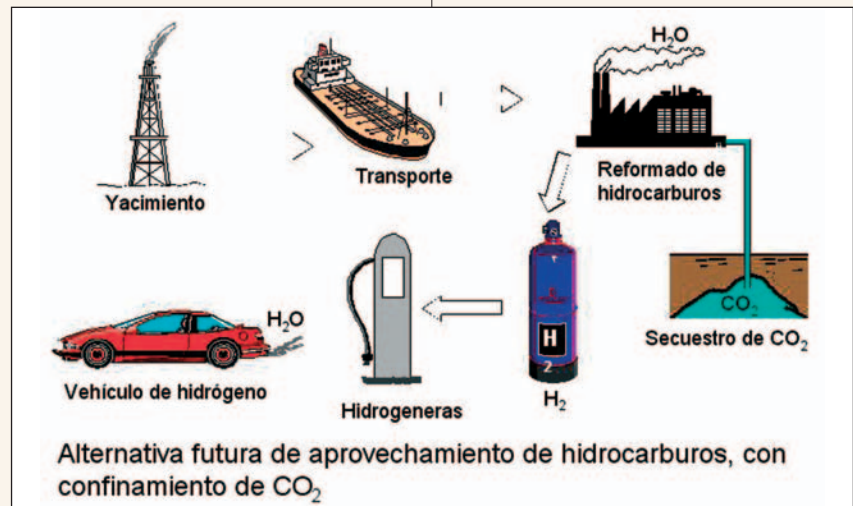 H₂O
Yacimiento
Transporte
Reformado de
hidrocarburos
CO₂
Secuestro de CO₂
H₂O
Vehículo de hidrógeno
Hidrogeneras
H
2
H₂
Alternativa futura de aprovechamiento de hidrocarburos, con
confinamiento de CO₂